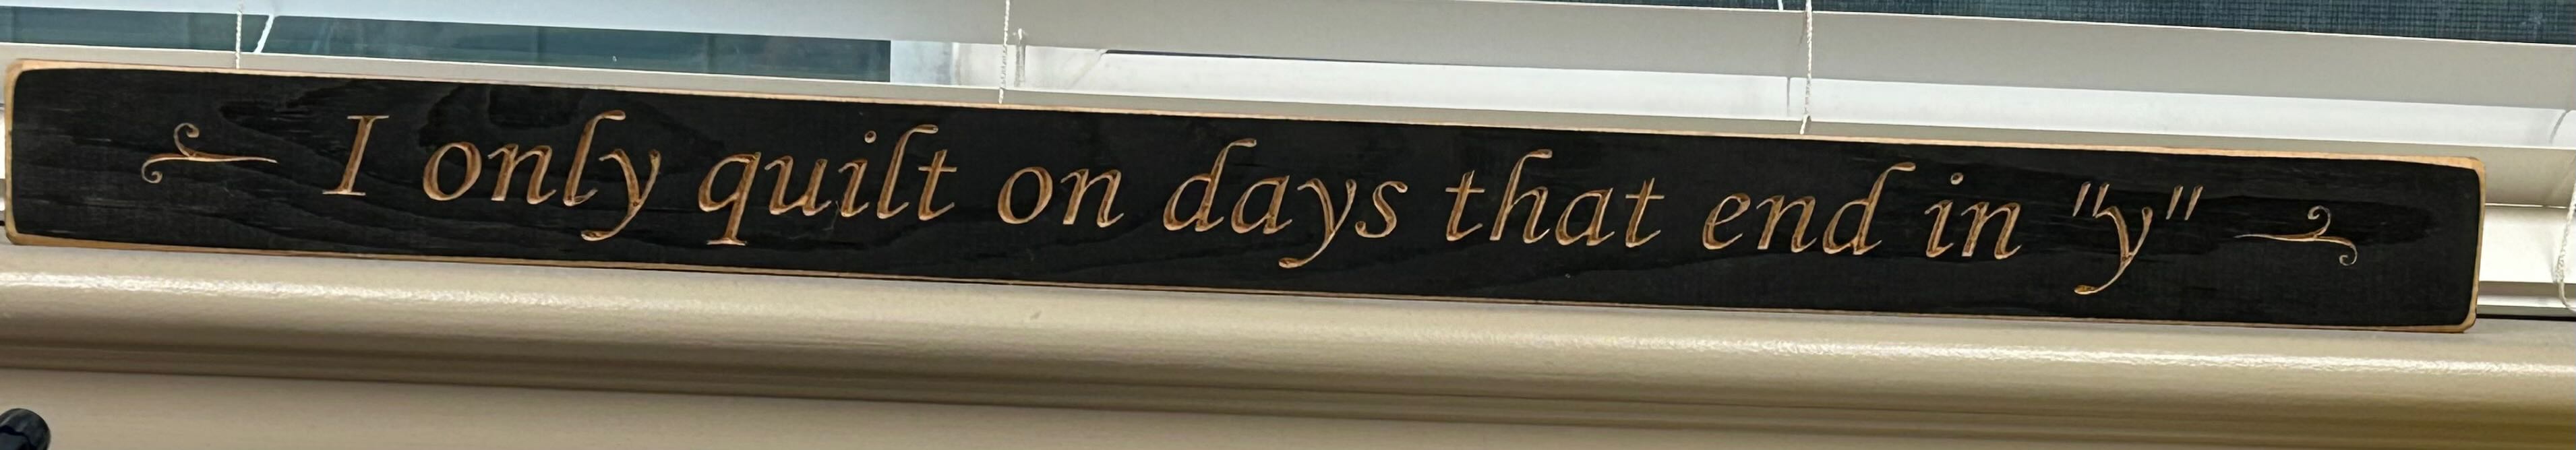 I only quilt on days that end in "y"